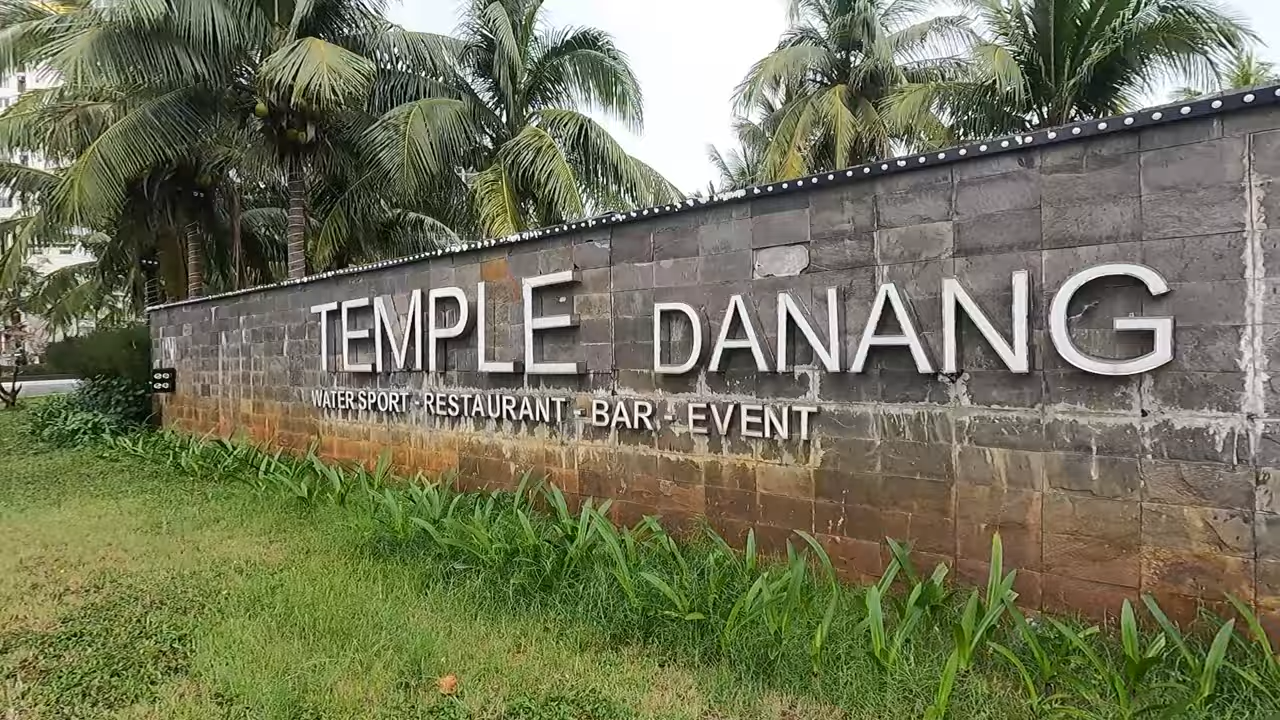 TEMPLE DANANG
WATER SPORT - RESTAURANT - BAR - EVENT